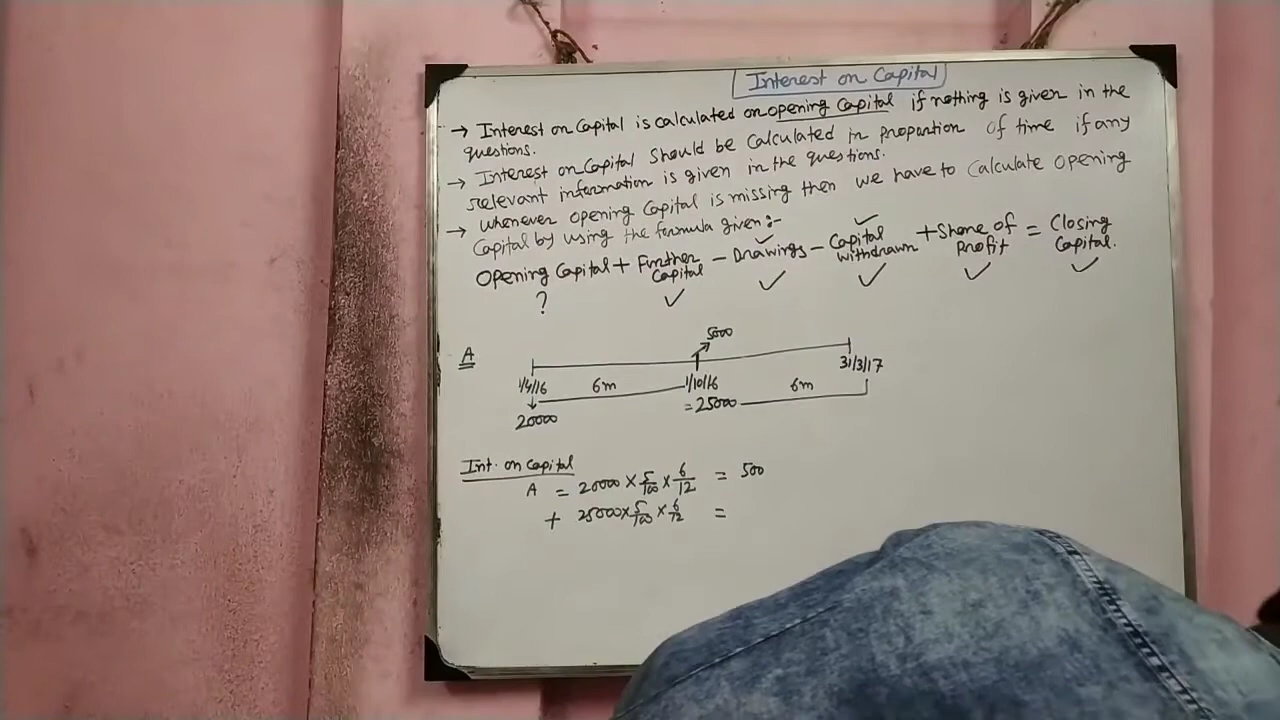 Interest on Capital
→ Interest on Capital is calculated on opening Capital if nothing is given in the
questions.
→ Interest on Capital Should be Calculated in proportion of time if any
relevant information is given in the questions.
→ whenever opening Capital is missing then we have to Calculate opening
Capital by using the formula given:-
Opening Capital + Further Capital - Drawings - Capital withdrawn + Share of Profit = Closing Capital.
? ✓ ✓ ✓ ✓ ✓
5000
A
1/4/16 6m 1/10/16 6m 31/3/17
↓ = 25000
20000
Int. on Capital
A = 20000 × 5/100 × 6/12 = 500
+ 25000 × 5/100 × 6/12 =